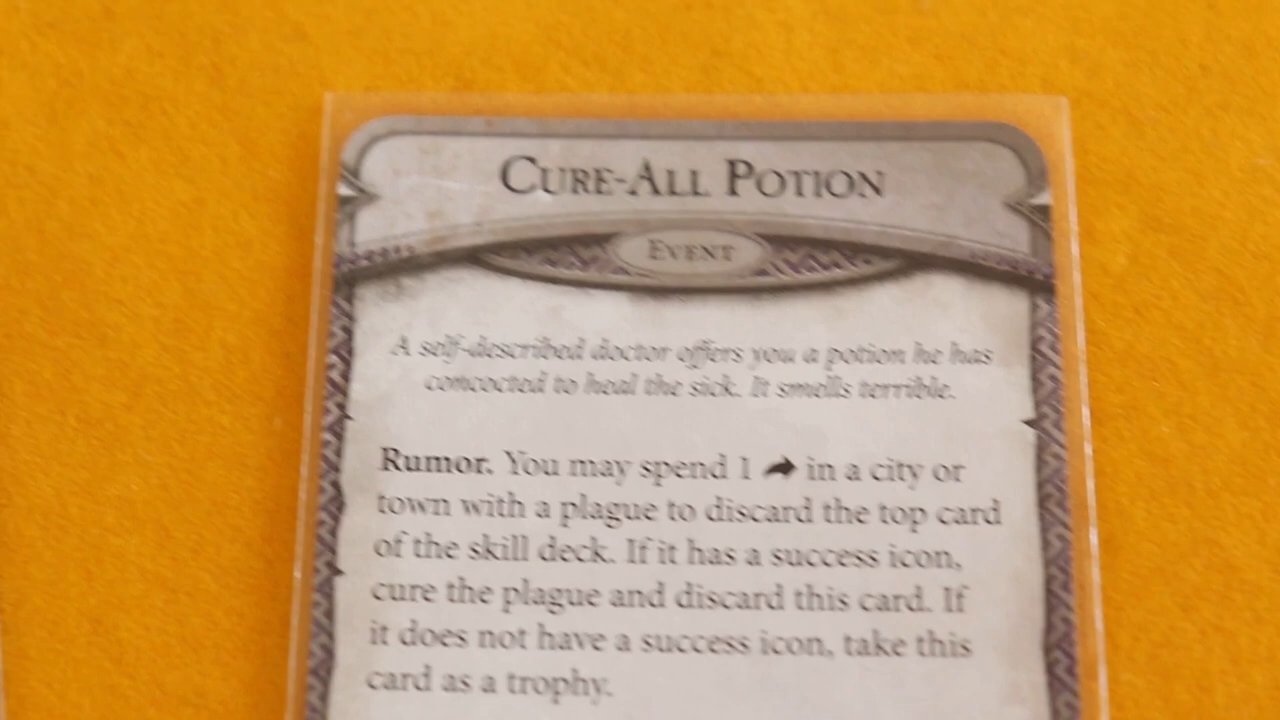 CURE-ALL POTION
EVENT
A self-described doctor offers you a potion he has
concocted to heal the sick. It smells terrible.
Rumor. You may spend 1 in a city or
town with a plague to discard the top card
of the skill deck. If it has a success icon,
cure the plague and discard this card. If
it does not have a success icon, take this
card as a trophy.